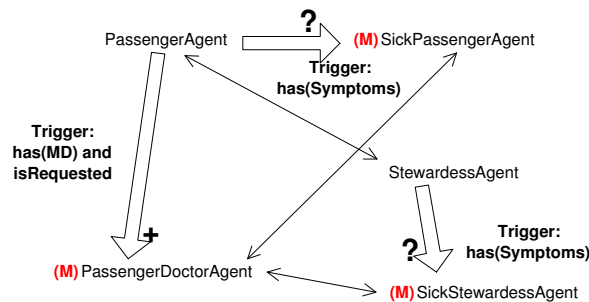 ?
PassengerAgent
(M) SickPassengerAgent
Trigger:
has(Symptoms)
Trigger:
has(MD) and
isRequested
StewardessAgent
+
?
Trigger:
has(Symptoms)
(M) PassengerDoctorAgent
(M) SickStewardessAgent